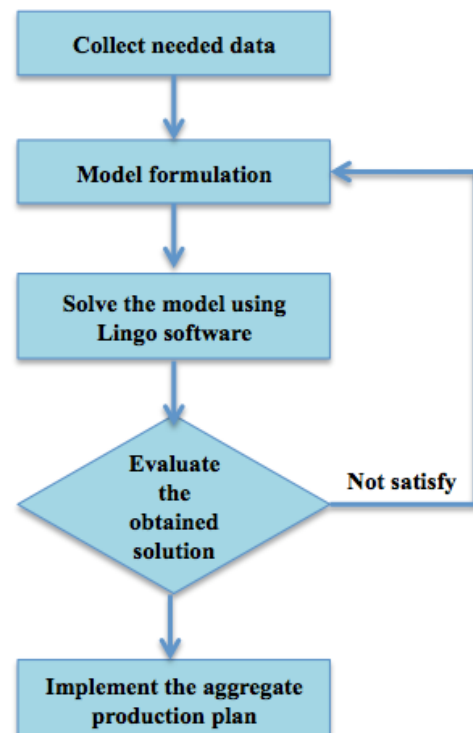 Collect needed data
Model formulation
Solve the model using
Lingo software
Evaluate
the
obtained
solution
Not satisfy
Implement the aggregate
production plan